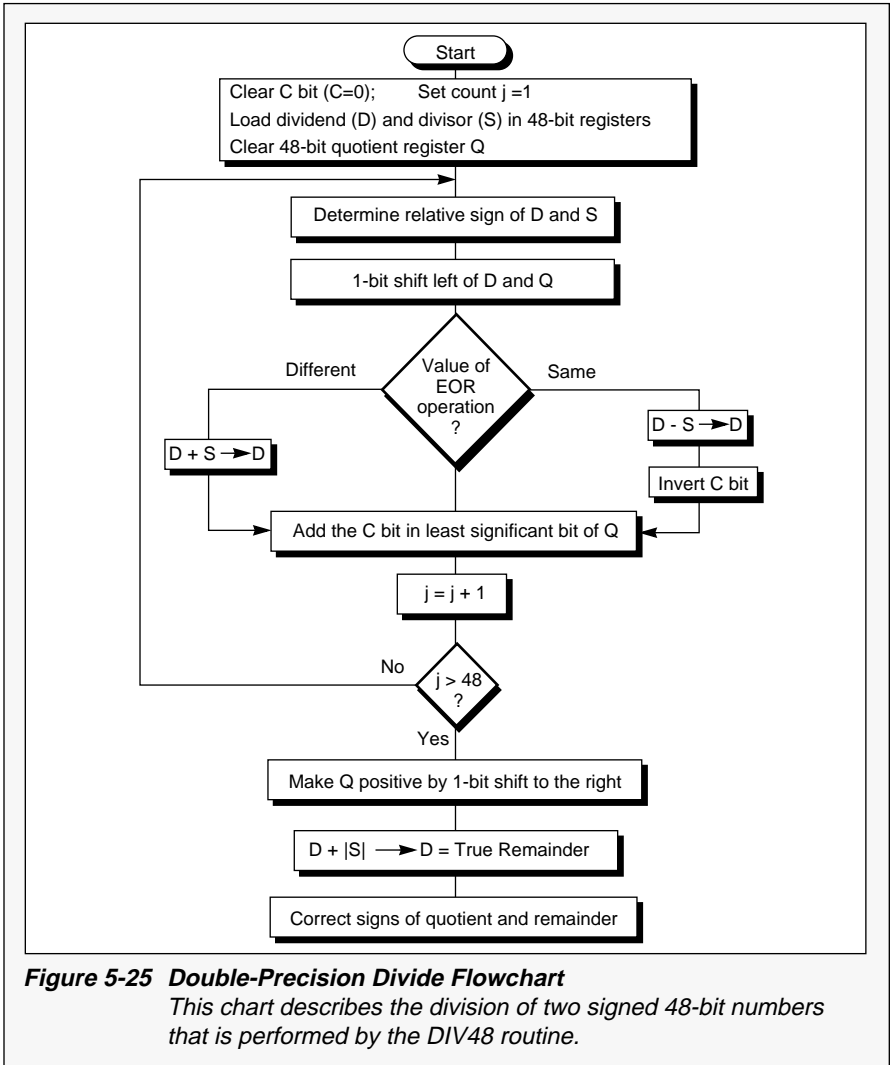 Start
Clear C bit (C=0); Set count j =1
Load dividend (D) and divisor (S) in 48-bit registers
Clear 48-bit quotient register Q
Determine relative sign of D and S
1-bit shift left of D and Q
Different
Value of
EOR
operation
?
Same
D + S → D
D - S → D
Invert C bit
Add the C bit in least significant bit of Q
j = j + 1
No
j > 48
?
Yes
Make Q positive by 1-bit shift to the right
D + |S| → D = True Remainder
Correct signs of quotient and remainder
Figure 5-25 Double-Precision Divide Flowchart
This chart describes the division of two signed 48-bit numbers
that is performed by the DIV48 routine.